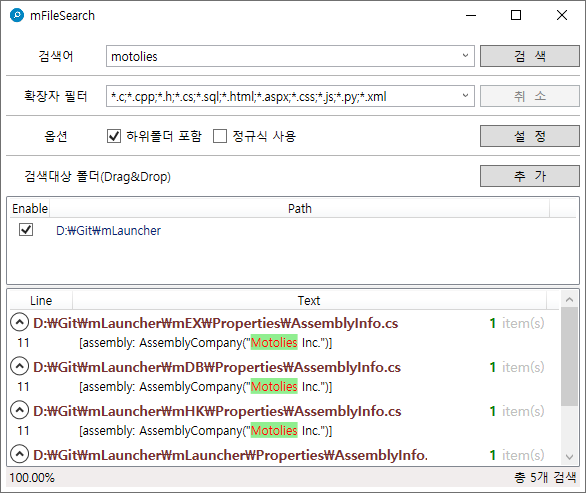 mFileSearch
검색어 motolies 검 색
확장자 필터 *.c;*.cpp;*.h;*.cs;*.sql;*.html;*.aspx;*.css;*.js;*.py;*.xml 취 소
옵션 하위폴더 포함 정규식 사용 설 정
검색대상 폴더(Drag&Drop) 추 가
Enable Path
D:₩Git₩mLauncher
Line Text
D:₩Git₩mLauncher₩mEX₩Properties₩AssemblyInfo.cs 1 item(s)
11 [assembly: AssemblyCompany("Motolies Inc.")]
D:₩Git₩mLauncher₩mDB₩Properties₩AssemblyInfo.cs 1 item(s)
11 [assembly: AssemblyCompany("Motolies Inc.")]
D:₩Git₩mLauncher₩mHK₩Properties₩AssemblyInfo.cs 1 item(s)
11 [assembly: AssemblyCompany("Motolies Inc.")]
D:₩Git₩mLauncher₩mLauncher₩Properties₩AssemblyInfo. 1 item(s)
100.00% 총 5개 검색